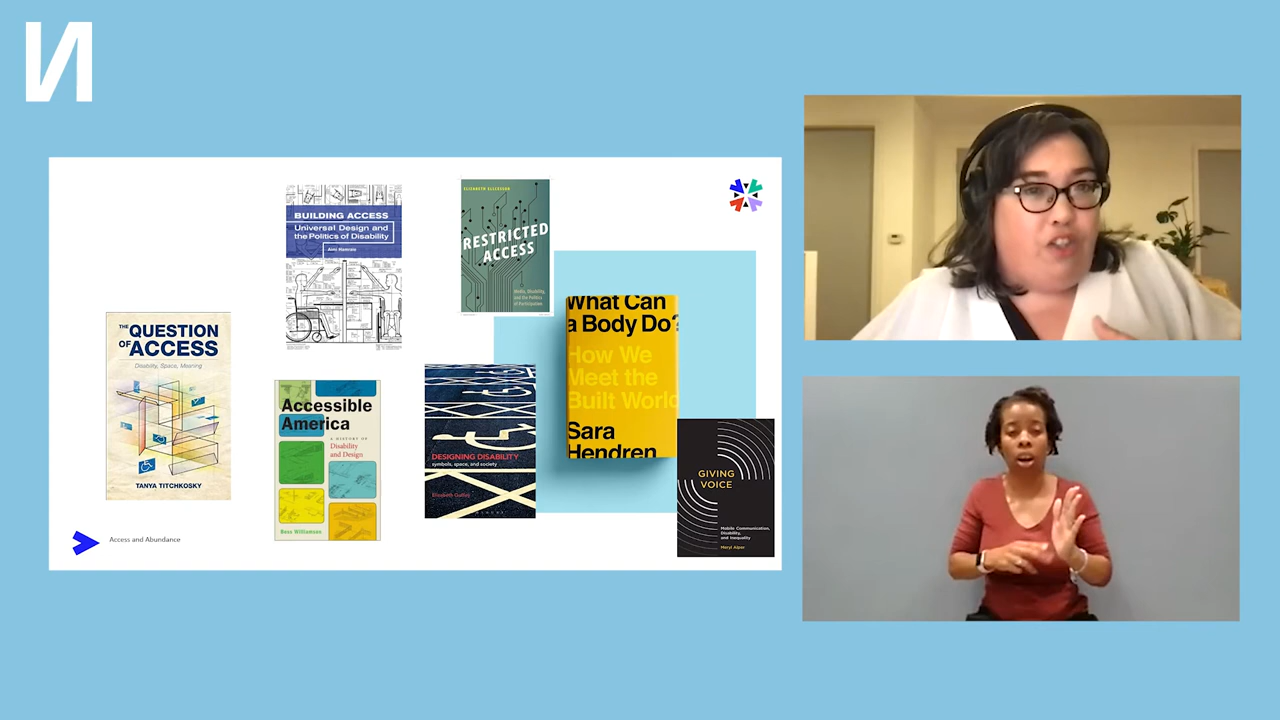 И
BUILDING ACCESS
Universal Design and
the Politics of Disability
Aimi Hamraie
ELIZABETH ELLCESSOR
RESTRICTED
ACCESS
Media, Disability,
and the Politics
of Participation
THE QUESTION
OF ACCESS
Disability, Space, Meaning
TANYA TITCHKOSKY
Accessible
America
A HISTORY OF
Disability
and Design
Bess Williamson
DESIGNING DISABILITY
symbols, space, and society
Elizabeth Guffey
What Can
a Body Do?
How We
Meet the
Built World
Sara
Hendren
GIVING
VOICE
Mobile Communication,
Disability,
and Inequality
Meryl Alper
Access and Abundance